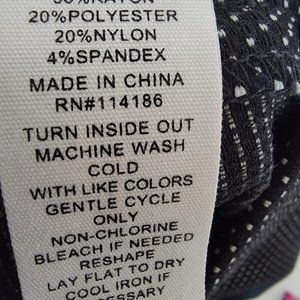 20%POLYESTER
20%NYLON
4%SPANDEX
MADE IN CHINA
RN#114186
TURN INSIDE OUT
MACHINE WASH
COLD
WITH LIKE COLORS
GENTLE CYCLE
ONLY
NON-CHLORINE
BLEACH IF NEEDED
RESHAPE
LAY FLAT TO DRY
COOL IRON IF